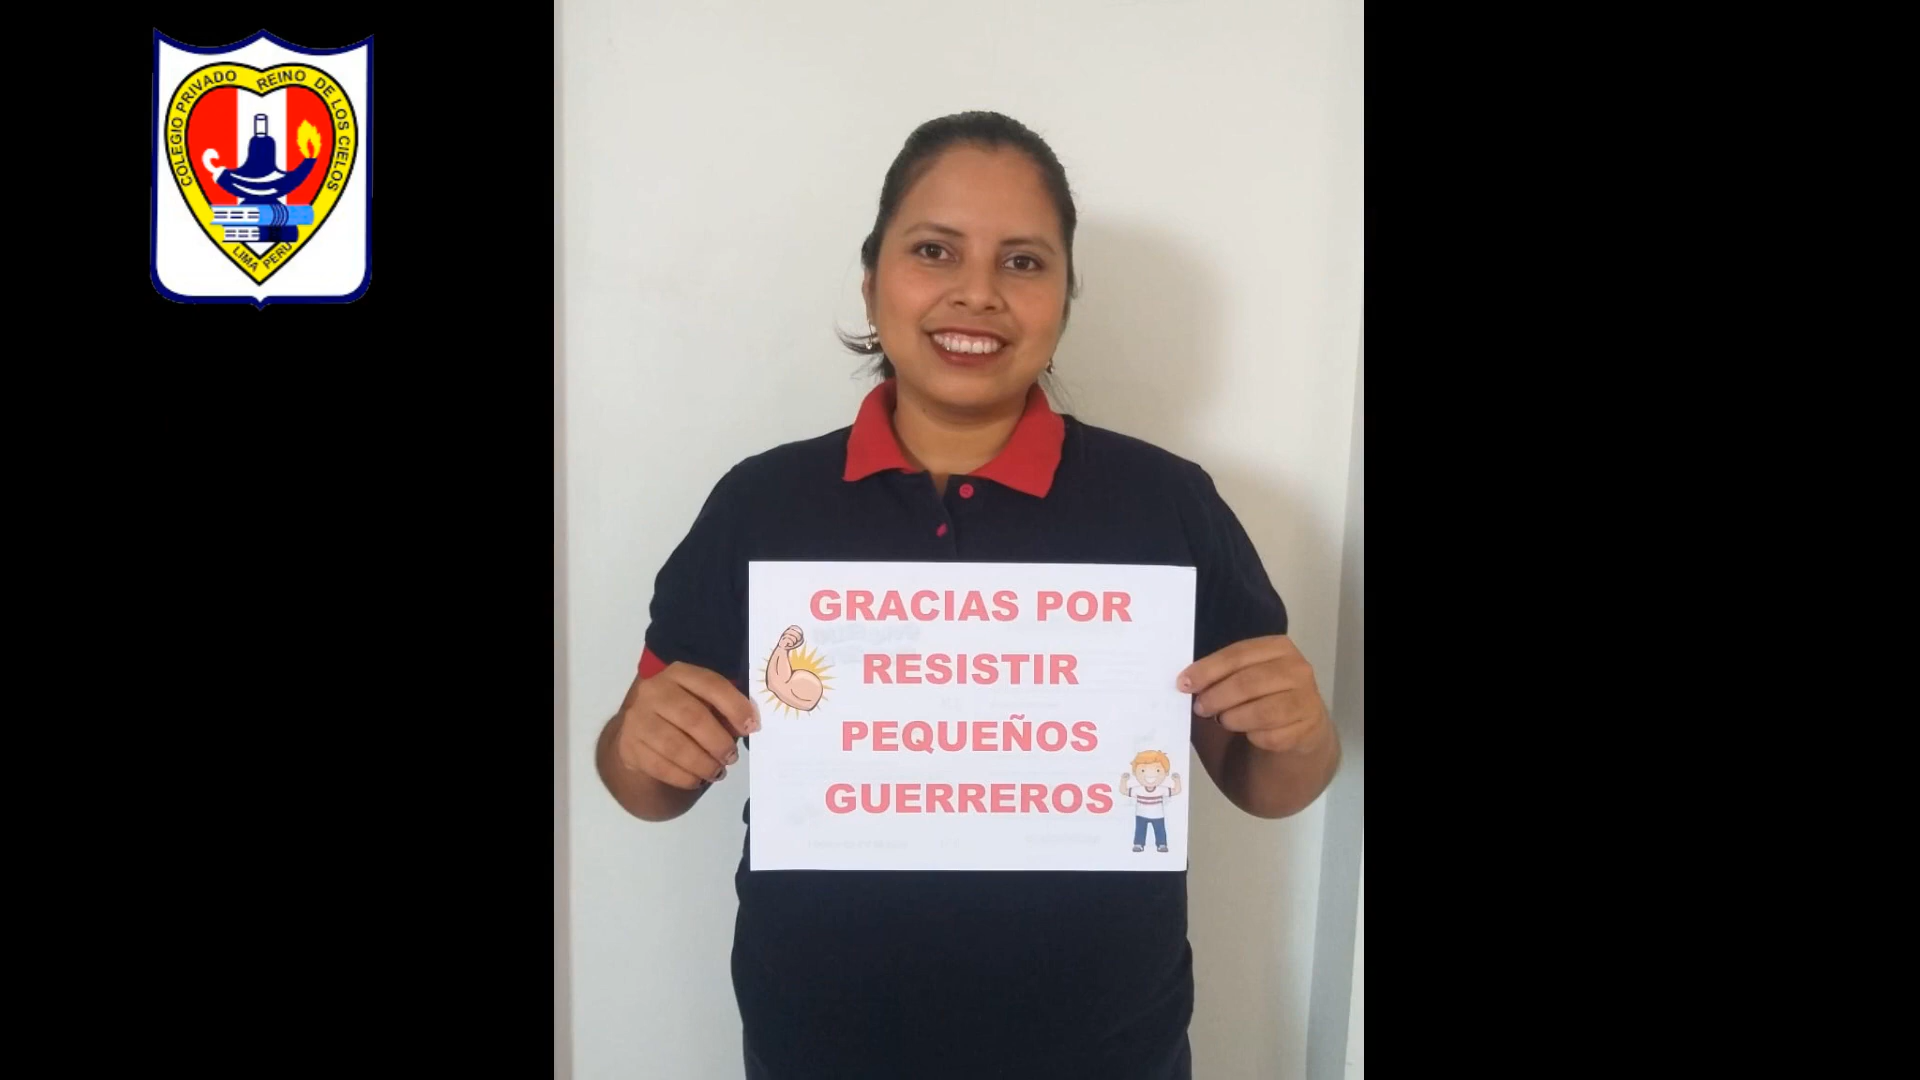 COLEGIO PRIVADO REINO DE LOS CIELOS
LIMA PERU
GRACIAS POR
RESISTIR
PEQUEÑOS
GUERREROS